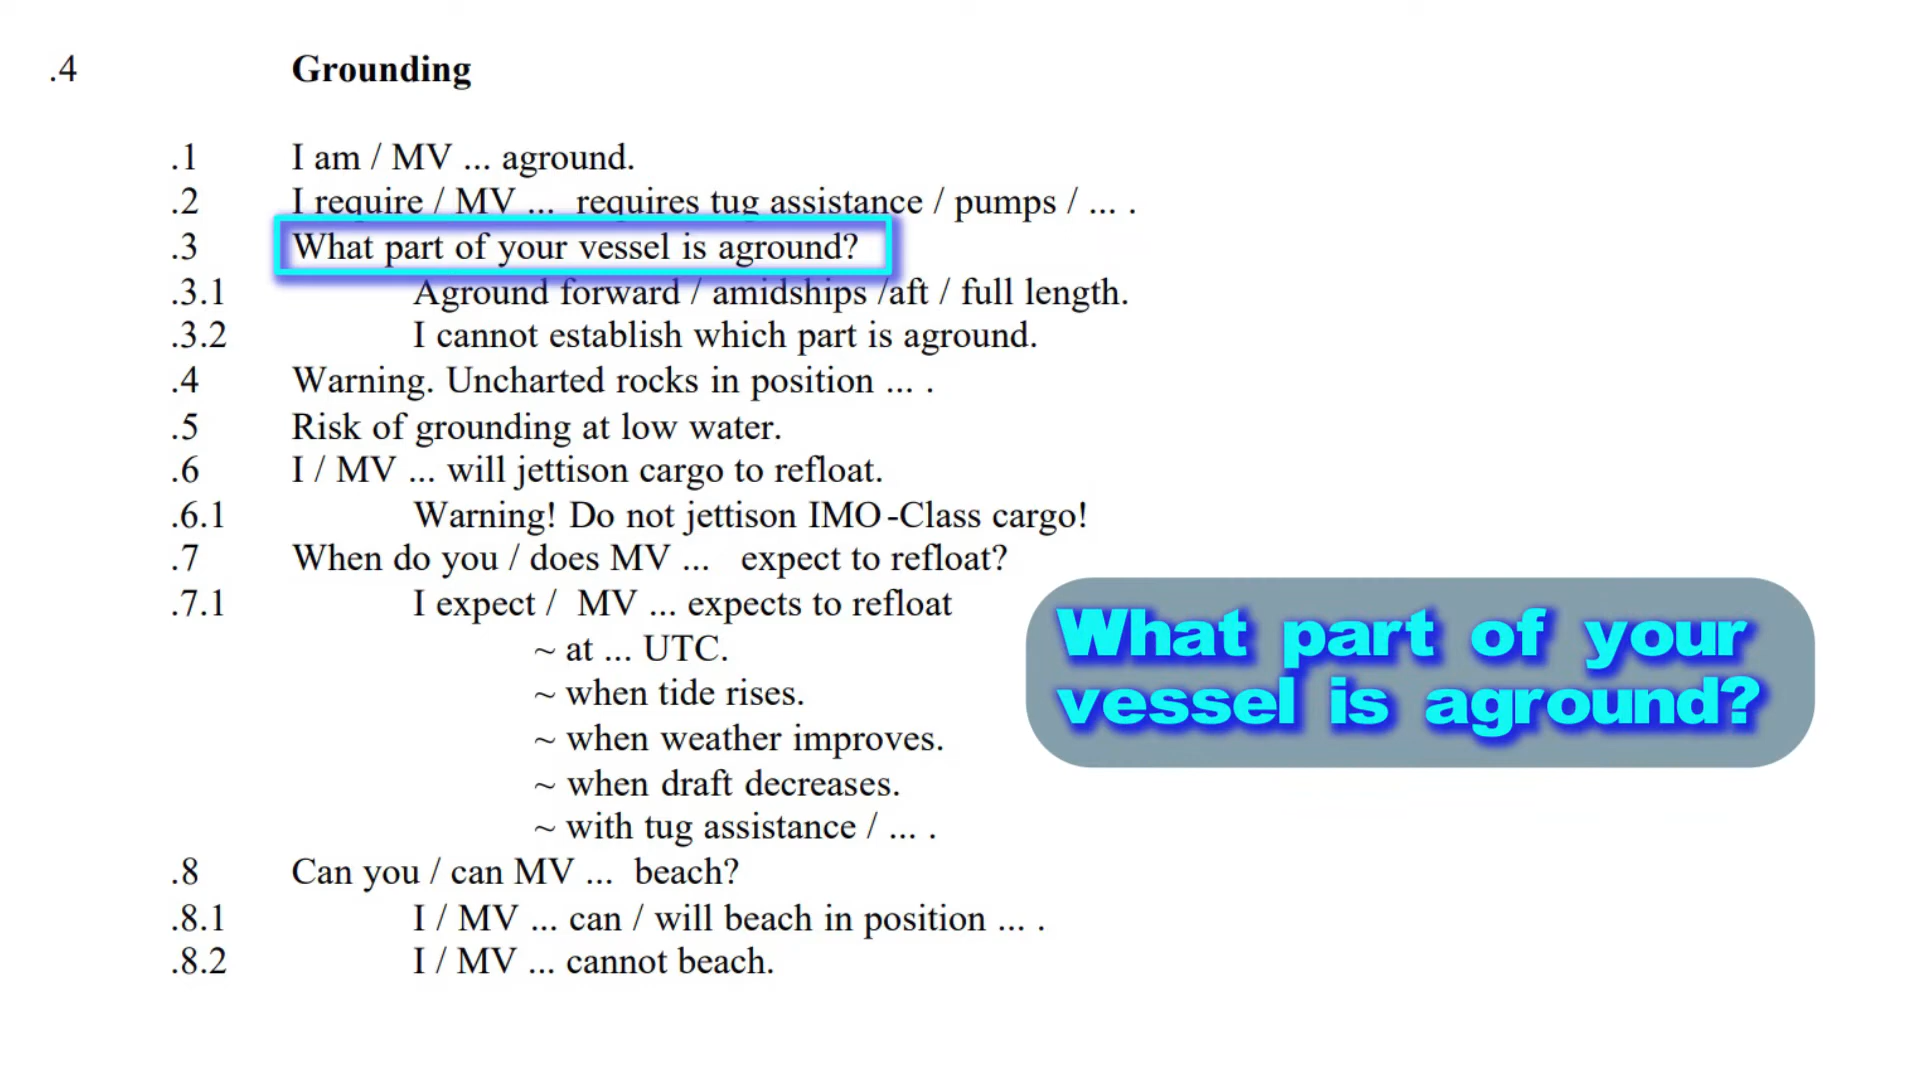 .4 Grounding
.1 I am / MV ... aground.
.2 I require / MV ... requires tug assistance / pumps / ... .
.3 What part of your vessel is aground?
.3.1 Aground forward / amidships /aft / full length.
.3.2 I cannot establish which part is aground.
.4 Warning. Uncharted rocks in position ... .
.5 Risk of grounding at low water.
.6 I / MV ... will jettison cargo to refloat.
.6.1 Warning! Do not jettison IMO-Class cargo!
.7 When do you / does MV ... expect to refloat?
.7.1 I expect / MV ... expects to refloat
~ at ... UTC.
~ when tide rises.
~ when weather improves.
~ when draft decreases.
~ with tug assistance / ... .
.8 Can you / can MV ... beach?
.8.1 I / MV ... can / will beach in position ... .
.8.2 I / MV ... cannot beach.
What part of your
vessel is aground?